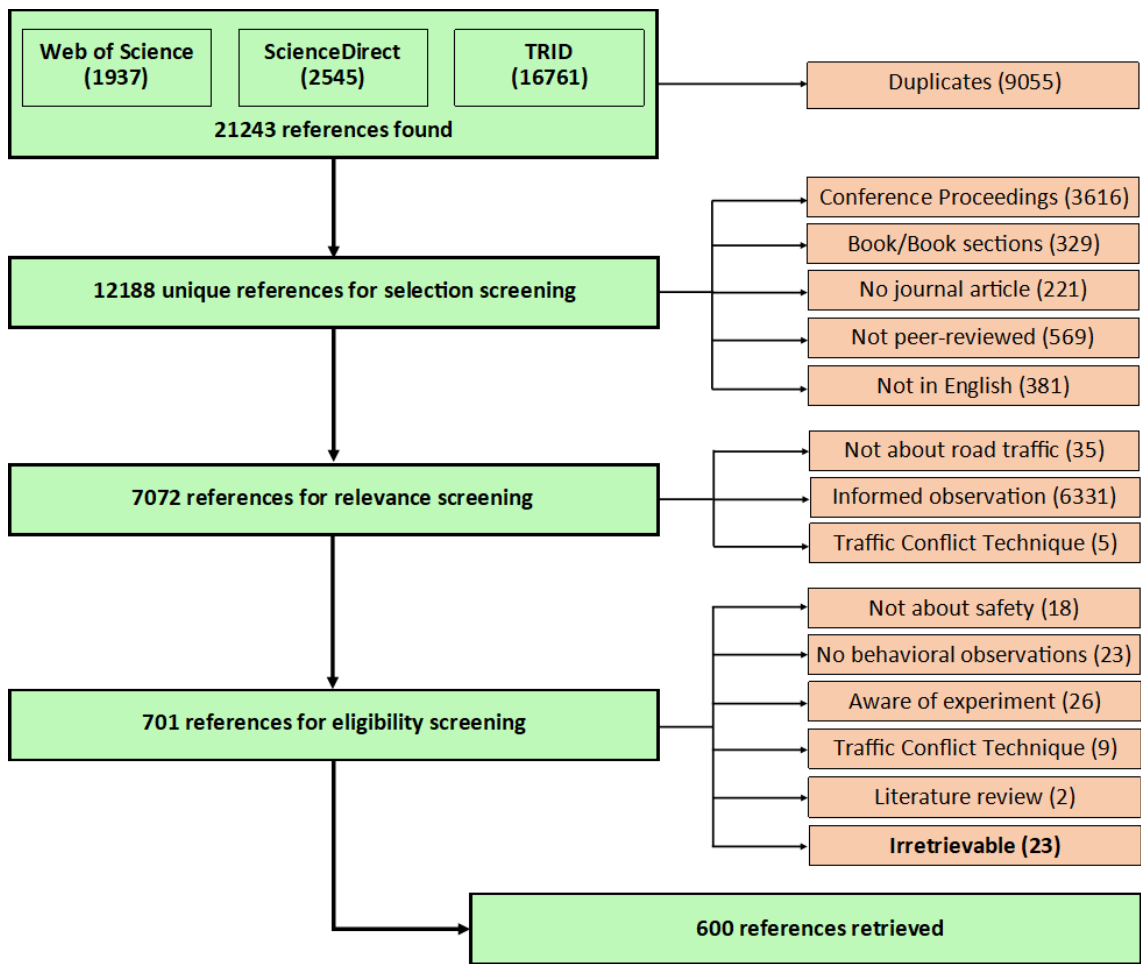 Web of Science
(1937)
ScienceDirect
(2545)
TRID
(16761)
21243 references found
Duplicates (9055)
12188 unique references for selection screening
Conference Proceedings (3616)
Book/Book sections (329)
No journal article (221)
Not peer-reviewed (569)
Not in English (381)
7072 references for relevance screening
Not about road traffic (35)
Informed observation (6331)
Traffic Conflict Technique (5)
701 references for eligibility screening
Not about safety (18)
No behavioral observations (23)
Aware of experiment (26)
Traffic Conflict Technique (9)
Literature review (2)
Irretrievable (23)
600 references retrieved